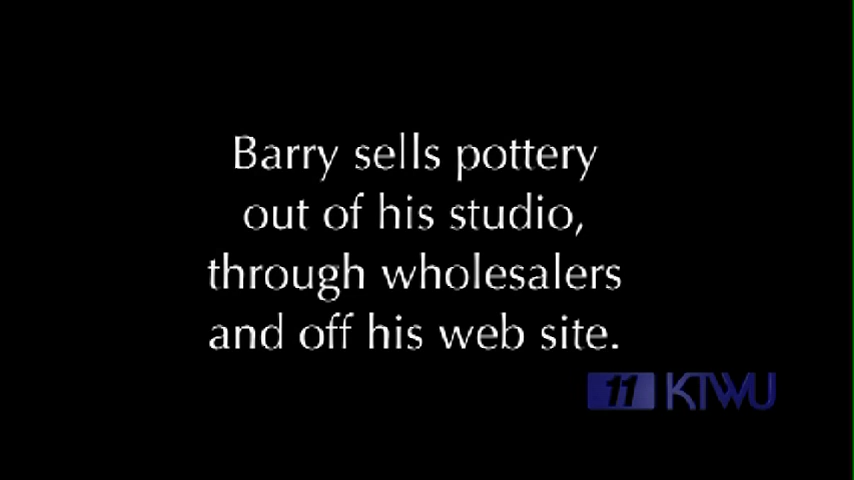 Barry sells pottery
out of his studio,
through wholesalers
and off his web site.
11 KTWU